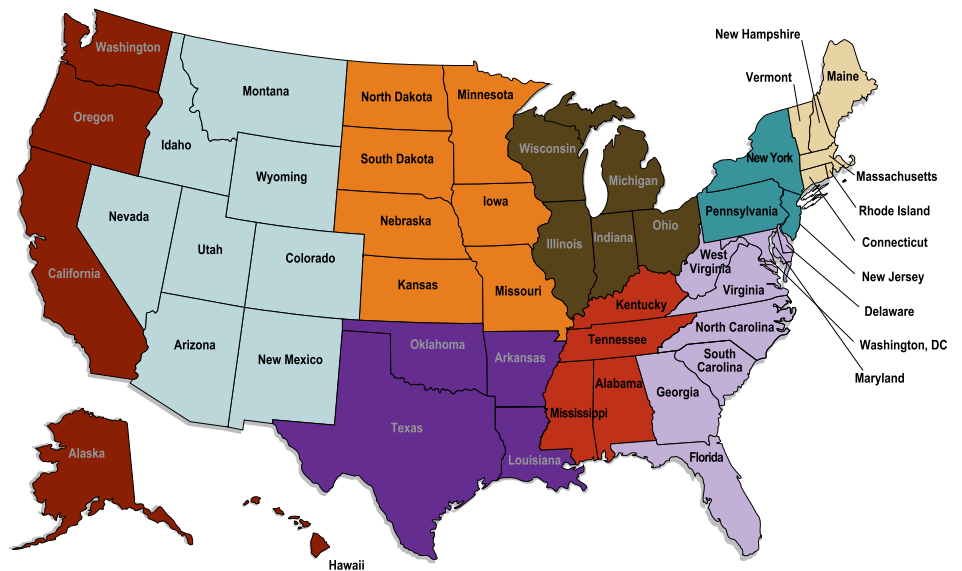 New Hampshire
Washington
Vermont
Maine
Montana
North Dakota
Minnesota
Oregon
Idaho
Wisconsin
South Dakota
New York
Wyoming
Michigan
Massachusetts
Iowa
Rhode Island
Nevada
Nebraska
Pennsylvania
Ohio
Indiana
Illinois
Connecticut
Utah
Colorado
West
Virginia
California
New Jersey
Kansas
Missouri
Virginia
Kentucky
Delaware
North Carolina
Arizona
New Mexico
Oklahoma
Arkansas
Tennessee
Washington, DC
South
Carolina
Maryland
Alabama
Georgia
Mississippi
Texas
Alaska
Louisiana
Florida
Hawaii